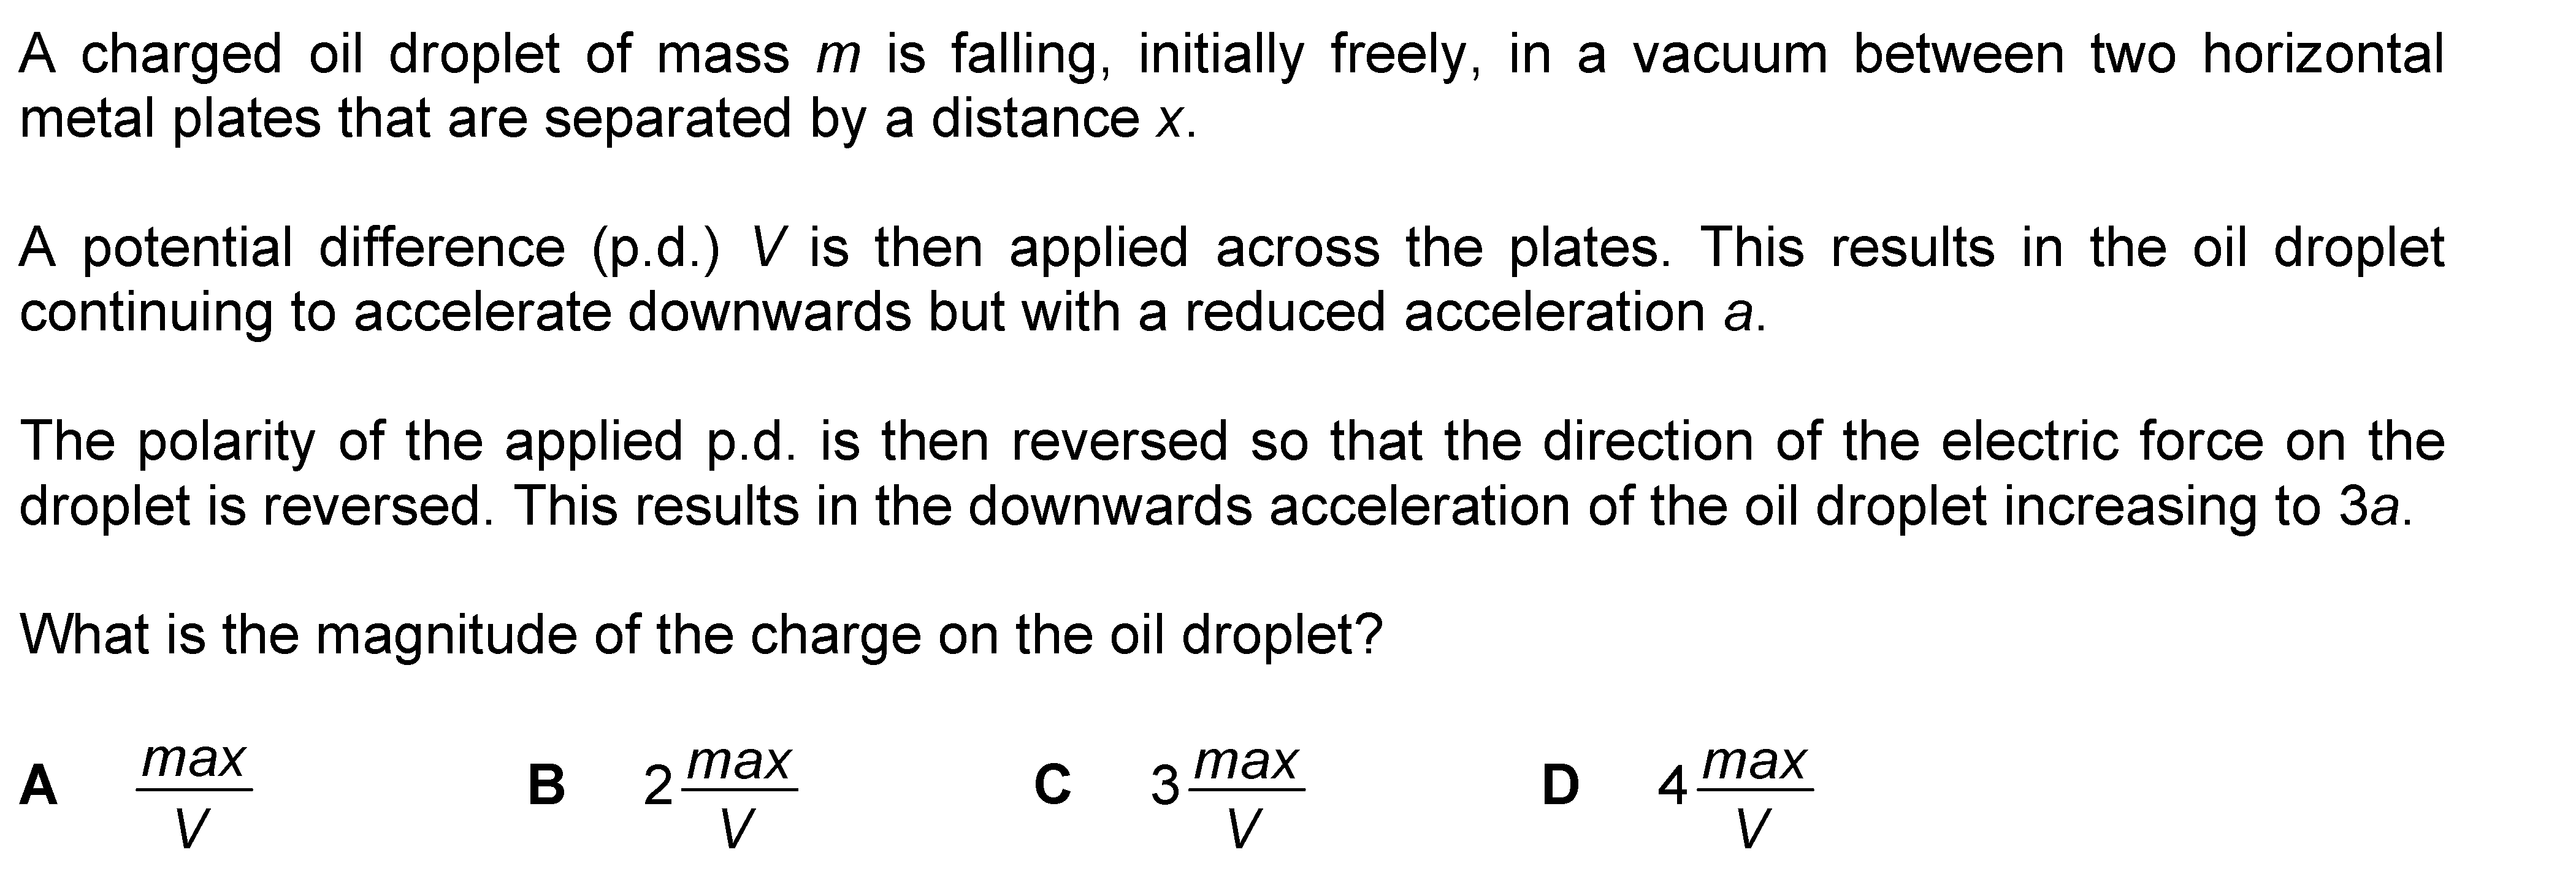 A charged oil droplet of mass m is falling, initially freely, in a vacuum between two horizontal
metal plates that are separated by a distance x.
A potential difference (p.d.) V is then applied across the plates. This results in the oil droplet
continuing to accelerate downwards but with a reduced acceleration a.
The polarity of the applied p.d. is then reversed so that the direction of the electric force on the
droplet is reversed. This results in the downwards acceleration of the oil droplet increasing to 3a.
What is the magnitude of the charge on the oil droplet?
A max/V B 2 max/V C 3 max/V D 4 max/V